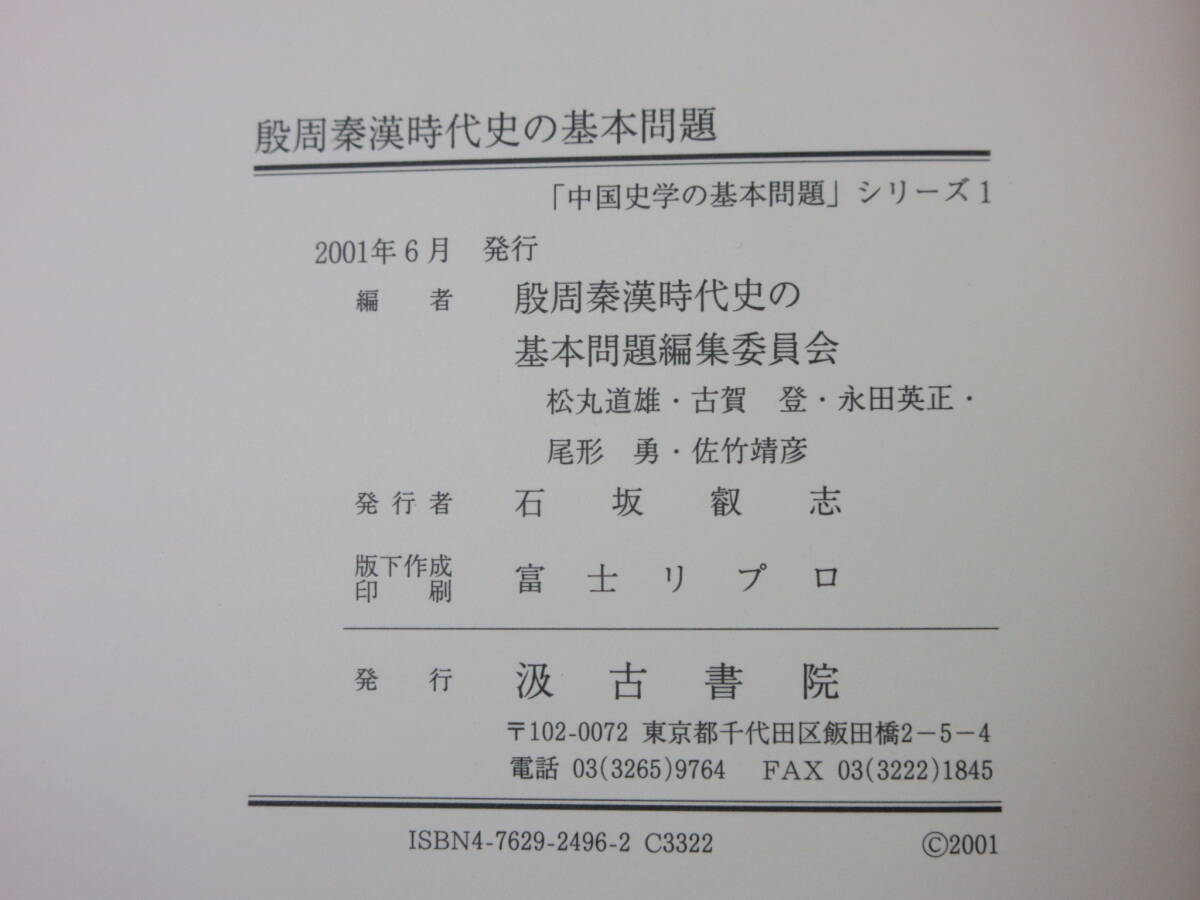 殷周秦漢時代史の基本問題
「中国史学の基本問題」シリーズ1
2001年6月 発行
編 者 殷周秦漢時代史の
基本問題編集委員会
松丸道雄・古賀 登・永田英正・
尾形 勇・佐竹靖彦
発行者 石坂叡志
版下作成
印 刷 富士リプロ
発 行 汲古書院
〒102-0072 東京都千代田区飯田橋2-5-4
電話 03(3265)9764 FAX 03(3222)1845
ISBN4-7629-2496-2 C3322 ©2001